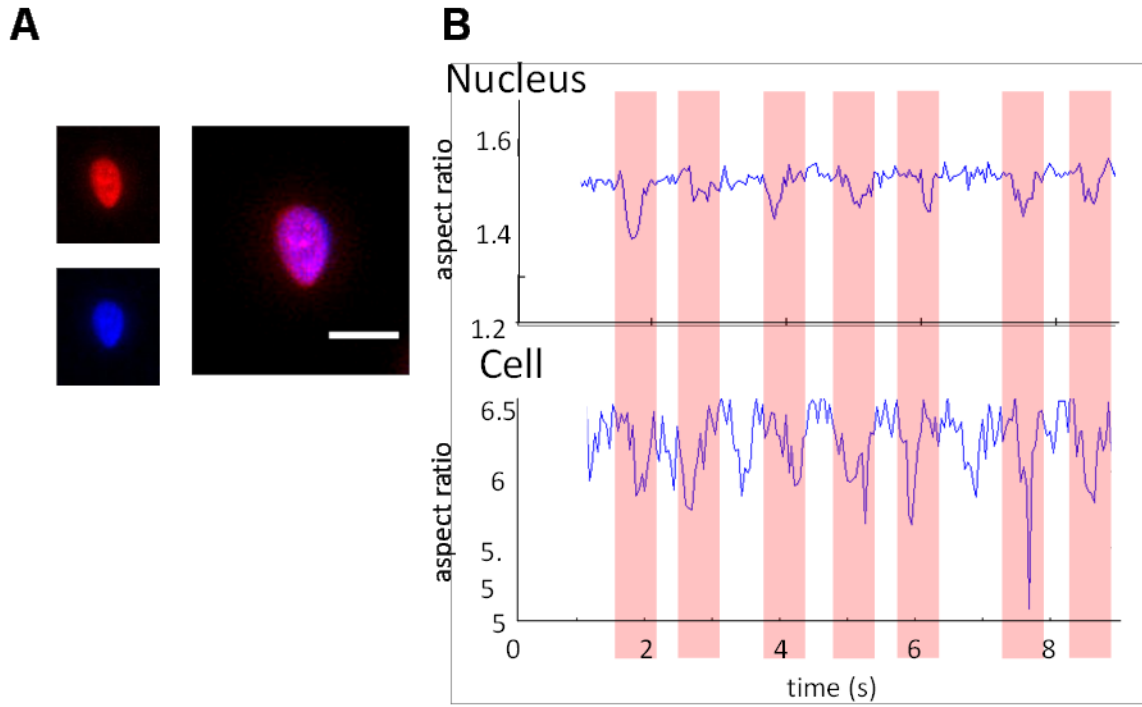 A
B
Nucleus
aspect ratio
1.6
1.4
1.2
Cell
aspect ratio
6.5
6
5.
5
5
0 2 4 6 8
time (s)